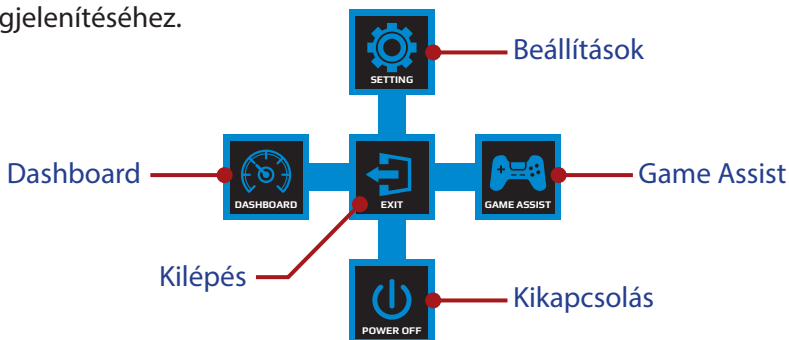 gjelenítéséhez.
Beállítások
SETTING
Dashboard
DASHBOARD
EXIT
GAME ASSIST
Game Assist
Kilépés
Kikapcsolás
POWER OFF